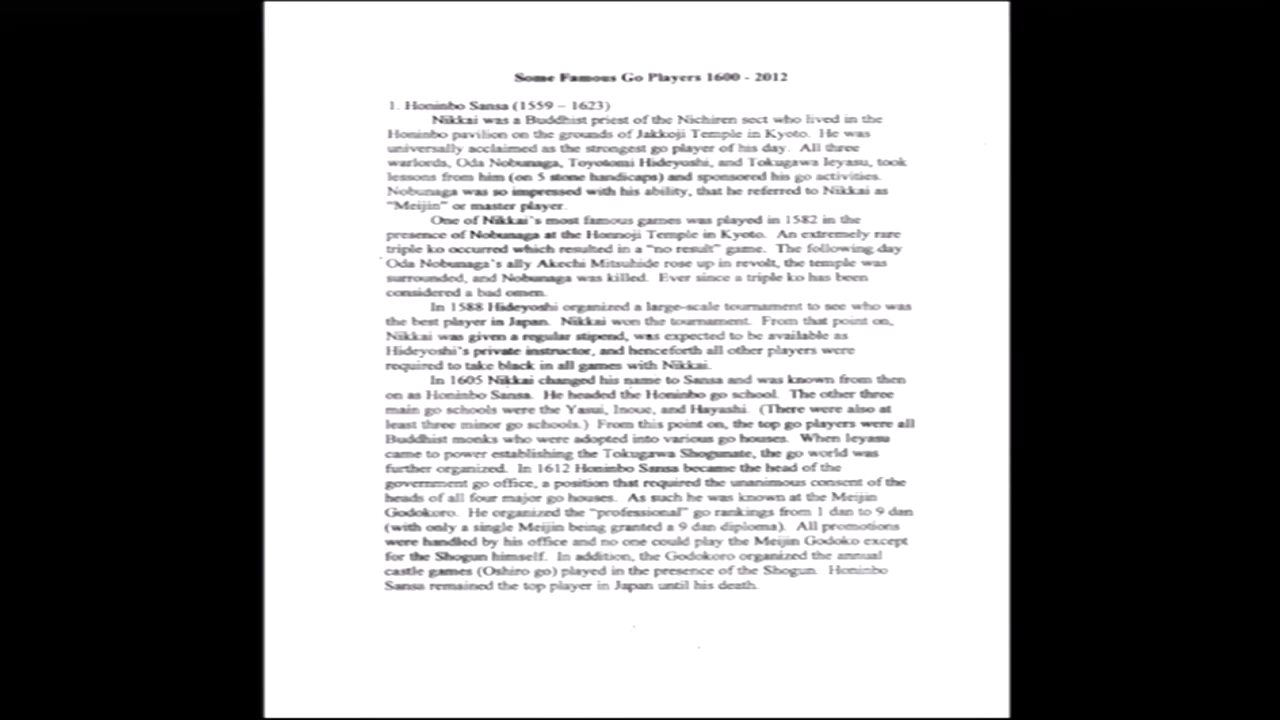 Some Famous Go Players 1600 - 2012
1. Honinbo Sansa (1559 – 1623)
Nikkai was a Buddhist priest of the Nichiren sect who lived in the
Honinbo pavilion on the grounds of Jakkoji Temple in Kyoto. He was
universally acclaimed as the strongest go player of his day. All three
warlords, Oda Nobunaga, Toyotomi Hideyoshi, and Tokugawa Ieyasu, took
lessons from him (on 5 stone handicaps) and sponsored his go activities.
Nobunaga was so impressed with his ability, that he referred to Nikkai as
"Meijin" or master player.
One of Nikkai's most famous games was played in 1582 in the
presence of Nobunaga at the Honnoji Temple in Kyoto. An extremely rare
triple ko occurred which resulted in a "no result" game. The following day
Oda Nobunaga's ally Akechi Mitsuhide rose up in revolt, the temple was
surrounded, and Nobunaga was killed. Ever since a triple ko has been
considered a bad omen.
In 1588 Hideyoshi organized a large-scale tournament to see who was
the best player in Japan. Nikkai won the tournament. From that point on,
Nikkai was given a regular stipend, was expected to be available as
Hideyoshi's private instructor, and henceforth all other players were
required to take black in all games with Nikkai.
In 1605 Nikkai changed his name to Sansa and was known from then
on as Honinbo Sansa. He headed the Honinbo go school. The other three
main go schools were the Yasui, Inoue, and Hayashi. (There were also at
least three minor go schools.) From this point on, the top go players were all
Buddhist monks who were adopted into various go houses. When Ieyasu
came to power establishing the Tokugawa Shogunate, the go world was
further organized. In 1612 Honinbo Sansa became the head of the
government go office, a position that required the unanimous consent of the
heads of all four major go houses. As such he was known at the Meijin
Godokoro. He organized the "professional" go rankings from 1 dan to 9 dan
(with only a single Meijin being granted a 9 dan diploma). All promotions
were handled by his office and no one could play the Meijin Godoko except
for the Shogun himself. In addition, the Godokoro organized the annual
castle games (Oshiro go) played in the presence of the Shogun. Honinbo
Sansa remained the top player in Japan until his death.